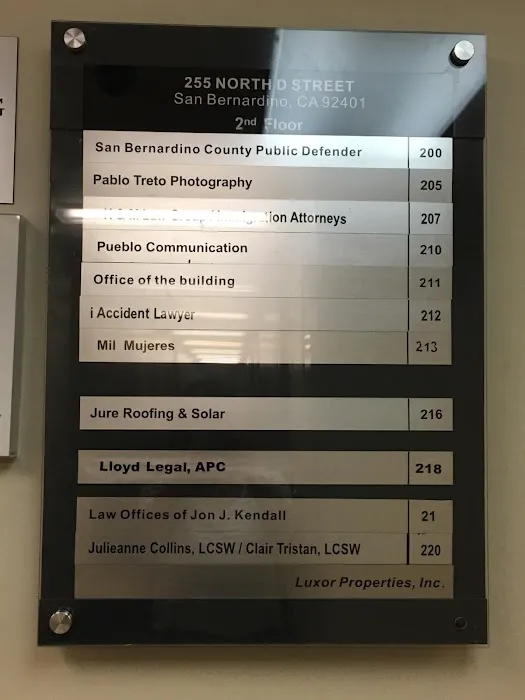 255 NORTH D STREET
San Bernardino, CA 92401
2nd Floor
San Bernardino County Public Defender 200
Pablo Treto Photography 205
Attorneys 207
Pueblo Communication 210
Office of the building 211
i Accident Lawyer 212
Mil Mujeres 213
Jure Roofing & Solar 216
Lloyd Legal, APC 218
Law Offices of Jon J. Kendall 21
Julieanne Collins, LCSW / Clair Tristan, LCSW 220
Luxor Properties, Inc.